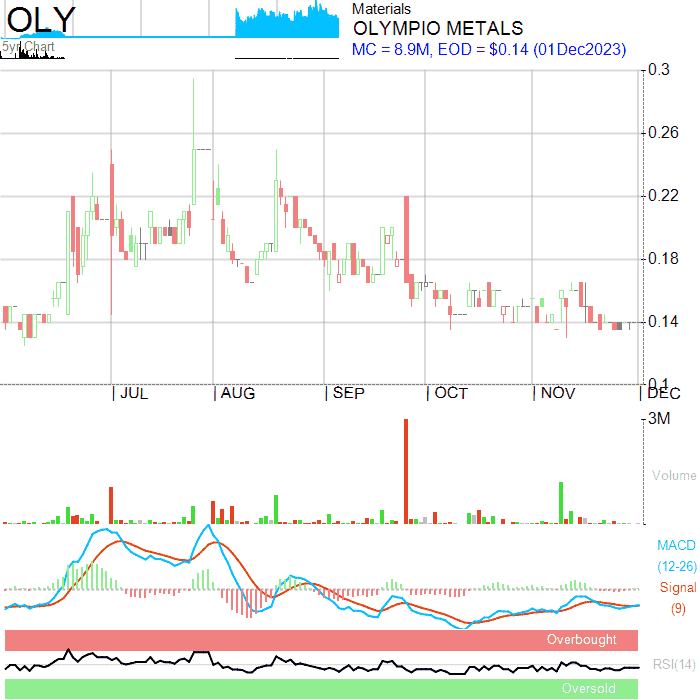 OLY
5yr Chart
Materials
OLYMPIO METALS
MC = 8.9M, EOD = $0.14 (01Dec2023)
0.3
0.26
0.22
0.18
0.14
0.1
JUL AUG SEP OCT NOV DEC
3M
Volume
MACD
(12-26)
Signal
(9)
Overbought
RSI(14)
Oversold